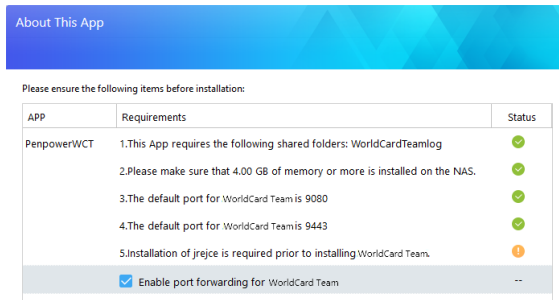 About This App
Please ensure the following items before installation:
APP Requirements Status
PenpowerWCT 1.This App requires the following shared folders: WorldCardTeamlog
2.Please make sure that 4.00 GB of memory or more is installed on the NAS.
3.The default port for WorldCard Team is 9080
4.The default port for WorldCard Team is 9443
5.Installation of jrejce is required prior to installing WorldCard Team.
Enable port forwarding for WorldCard Team --